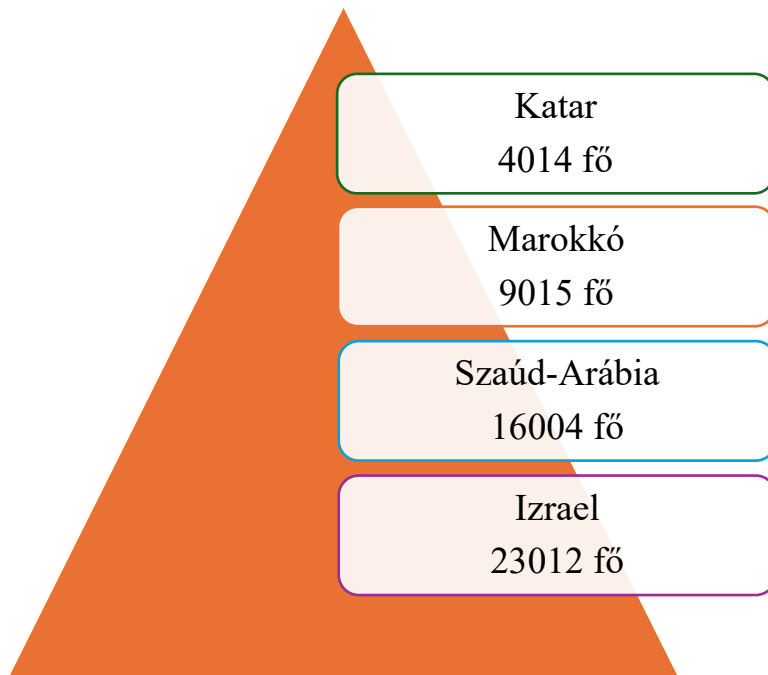 Katar
4014 fő
Marokkó
9015 fő
Szaúd-Arábia
16004 fő
Izrael
23012 fő